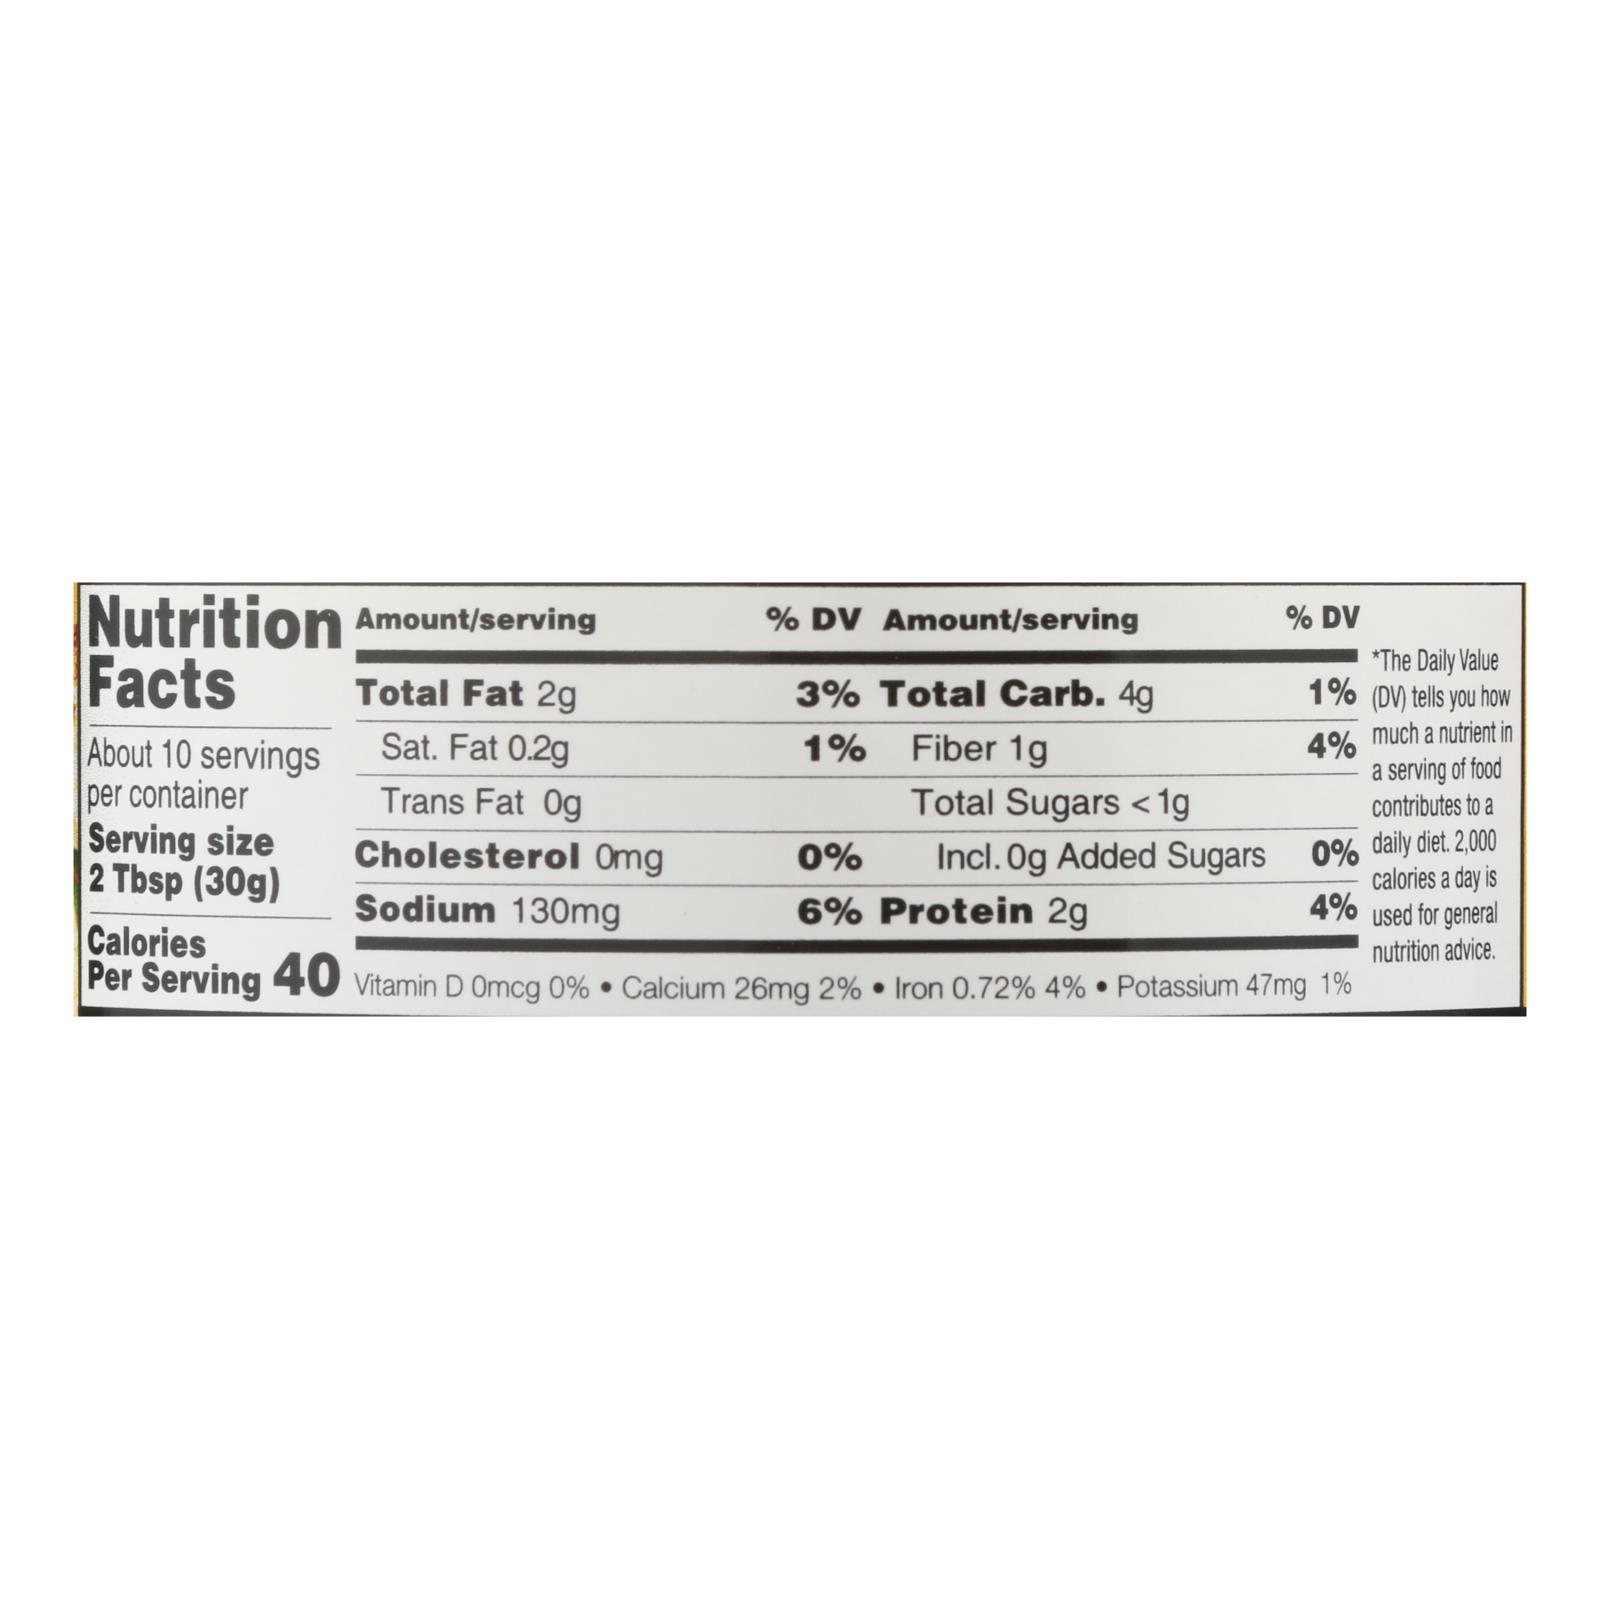 Nutrition
Facts
About 10 servings
per container
Serving size
2 Tbsp (30g)
Calories
Per Serving 40
Amount/serving % DV Amount/serving % DV
Total Fat 2g 3% Total Carb. 4g 1%
Sat. Fat 0.2g 1% Fiber 1g 4%
Trans Fat 0g Total Sugars <1g
Cholesterol 0mg 0% Incl. 0g Added Sugars 0%
Sodium 130mg 6% Protein 2g 4%
Vitamin D 0mcg 0% • Calcium 26mg 2% • Iron 0.72% 4% • Potassium 47mg 1%
*The Daily Value
(DV) tells you how
much a nutrient in
a serving of food
contributes to a
daily diet. 2,000
calories a day is
used for general
nutrition advice.